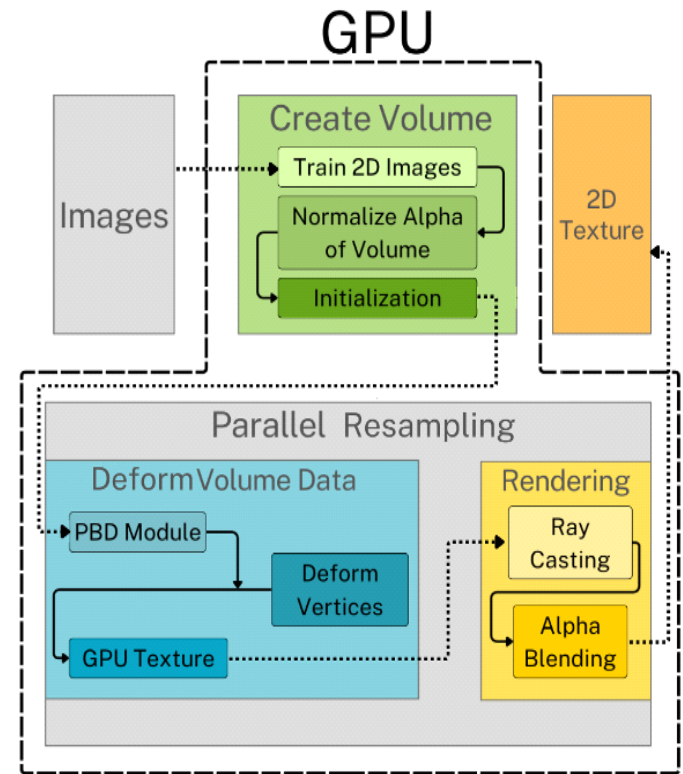 GPU
Images
Create Volume
Train 2D Images
Normalize Alpha
of Volume
Initialization
2D
Texture
Parallel Resampling
Deform Volume Data
PBD Module
Deform
Vertices
GPU Texture
Rendering
Ray
Casting
Alpha
Blending